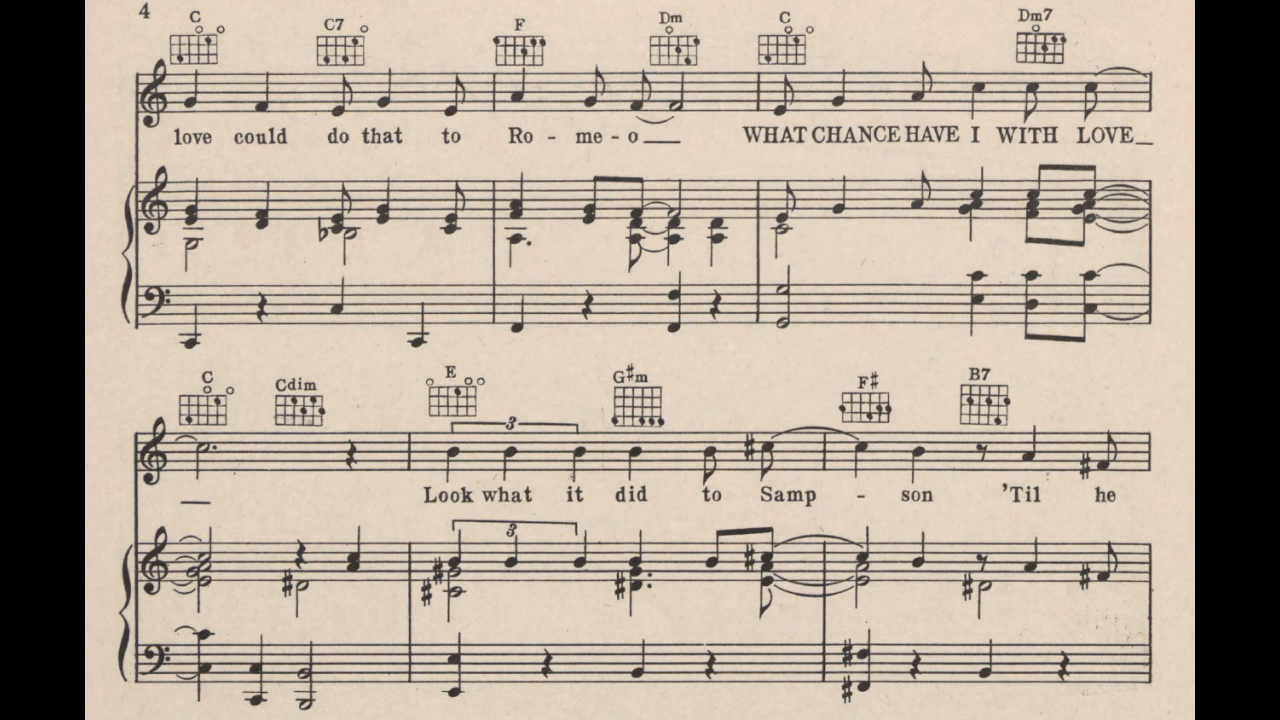 4
C C7 F Dm C Dm7
love could do that to Ro - me - o WHAT CHANCE HAVE I WITH LOVE
C Cdim E G#m F# B7
3
Look what it did to Samp - son 'Til he
3